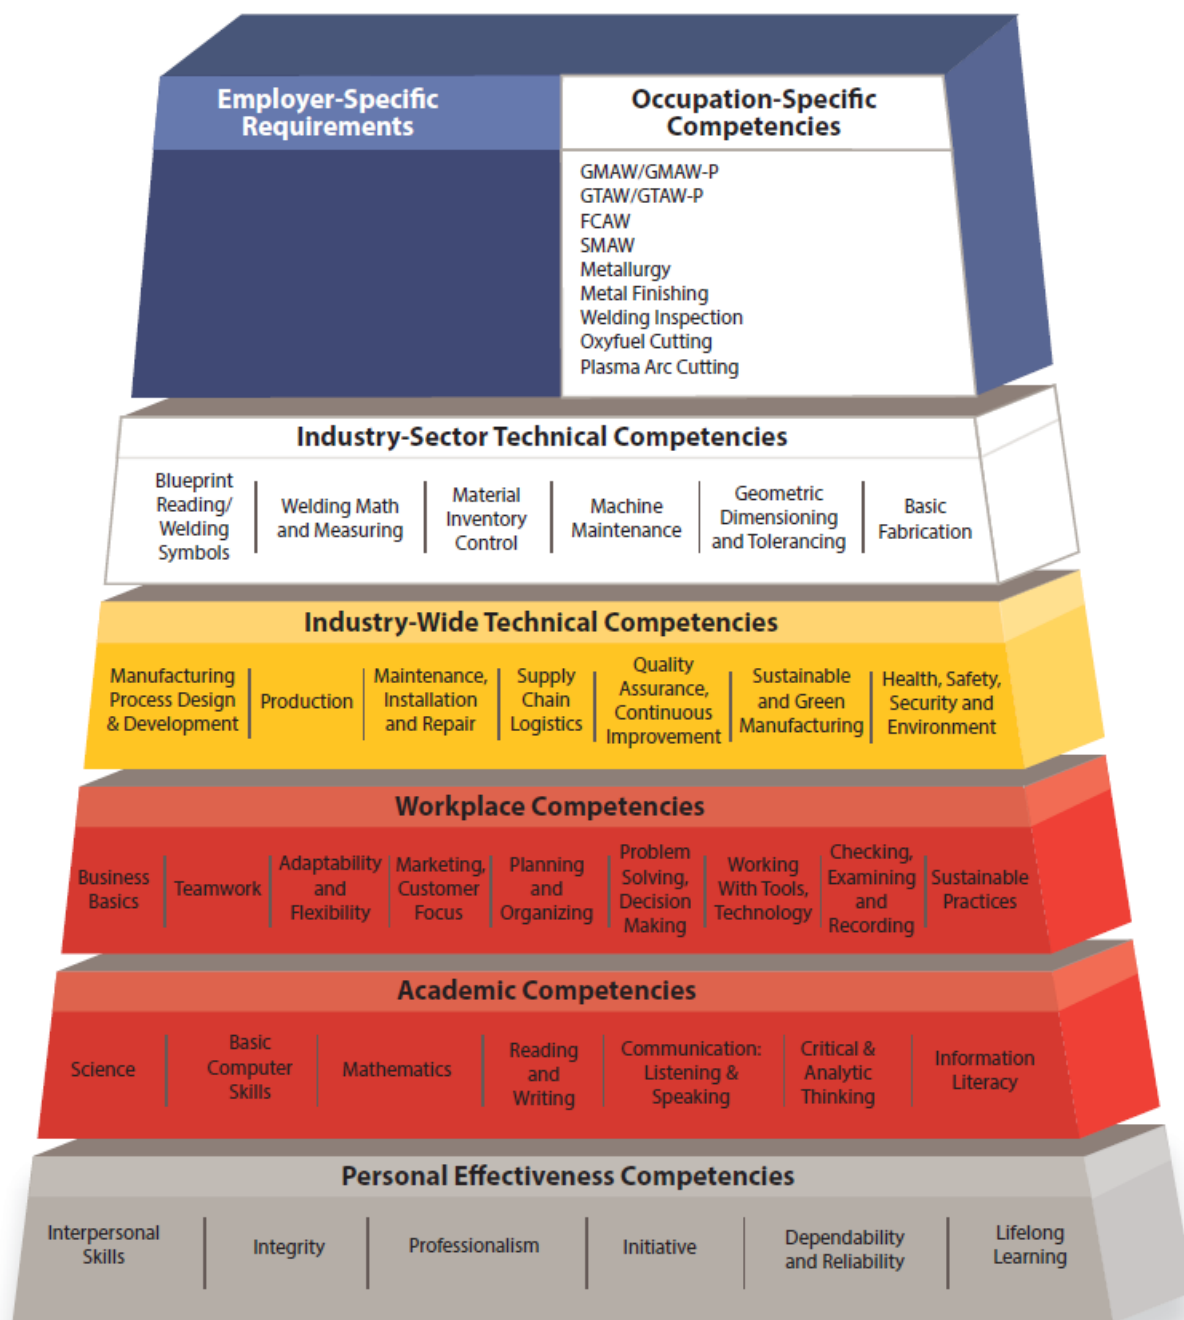 Employer-Specific
Requirements
Occupation-Specific
Competencies
GMAW/GMAW-P
GTAW/GTAW-P
FCAW
SMAW
Metallurgy
Metal Finishing
Welding Inspection
Oxyfuel Cutting
Plasma Arc Cutting
Industry-Sector Technical Competencies
Blueprint
Reading/
Welding
Symbols
Welding Math
and Measuring
Material
Inventory
Control
Machine
Maintenance
Geometric
Dimensioning
and Tolerancing
Basic
Fabrication
Industry-Wide Technical Competencies
Manufacturing
Process Design
& Development
Production
Maintenance,
Installation
and Repair
Supply
Chain
Logistics
Quality
Assurance,
Continuous
Improvement
Sustainable
and Green
Manufacturing
Health, Safety,
Security and
Environment
Workplace Competencies
Business
Basics
Teamwork
Adaptability
and
Flexibility
Marketing,
Customer
Focus
Planning
and
Organizing
Problem
Solving,
Decision
Making
Working
With Tools,
Technology
Checking,
Examining
and
Recording
Sustainable
Practices
Academic Competencies
Science
Basic
Computer
Skills
Mathematics
Reading
and
Writing
Communication:
Listening &
Speaking
Critical &
Analytic
Thinking
Information
Literacy
Personal Effectiveness Competencies
Interpersonal
Skills
Integrity
Professionalism
Initiative
Dependability
and Reliability
Lifelong
Learning